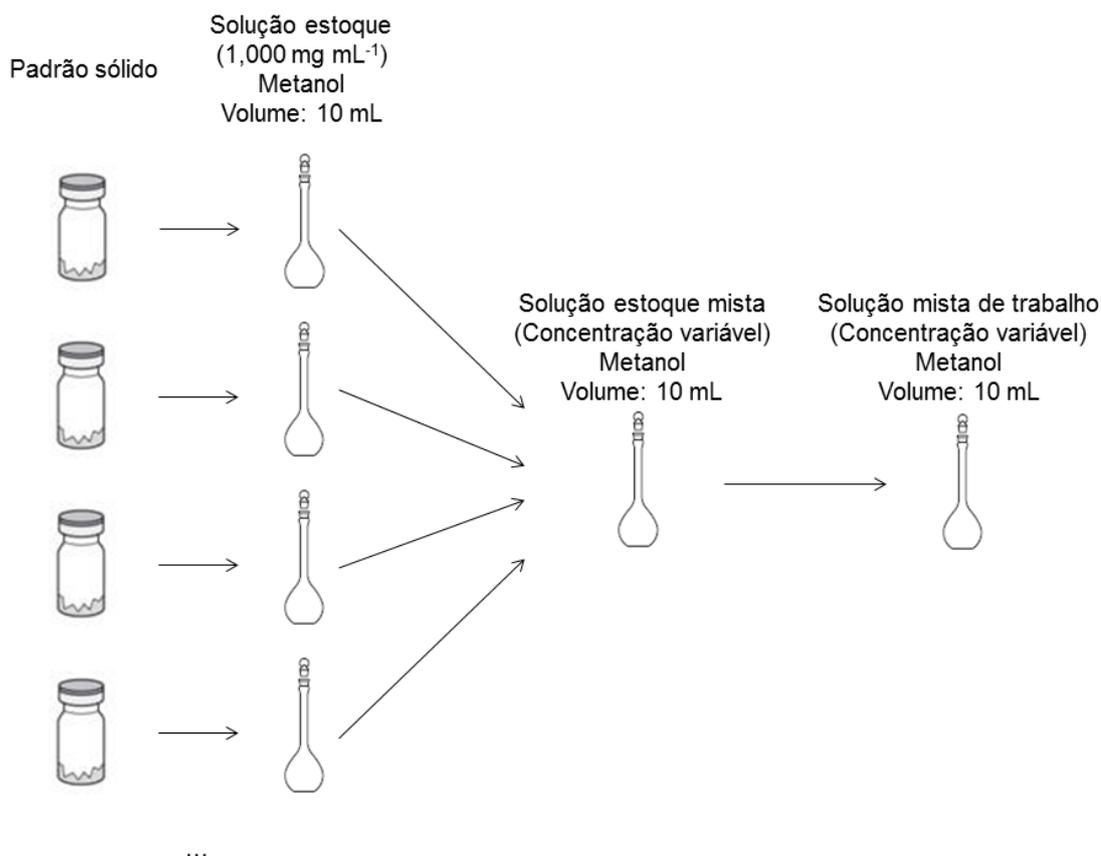 Padrão sólido
Solução estoque
(1,000 mg mL⁻¹)
Metanol
Volume: 10 mL
Solução estoque mista
(Concentração variável)
Metanol
Volume: 10 mL
Solução mista de trabalho
(Concentração variável)
Metanol
Volume: 10 mL
...